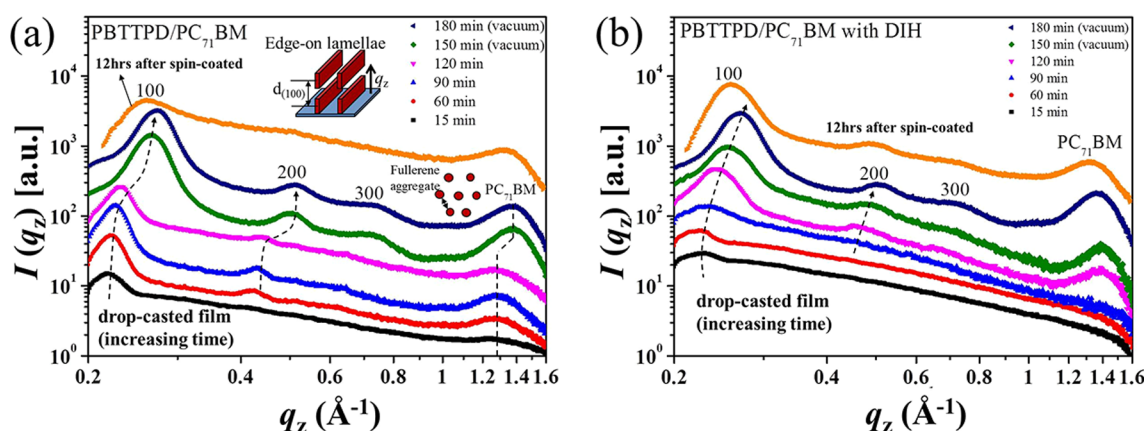 (a)
PBTTPD/PC71BM
12hrs after spin-coated
100
Edge-on lamellae
d(100)
qz
180 min (vacuum)
150 min (vacuum)
120 min
90 min
60 min
15 min
200
300
Fullerene
aggregate
PC71BM
drop-casted film
(increasing time)
I (qz) [a.u.]
10^4
10^3
10^2
10^1
10^0
0.2
0.4
0.6
0.8
1
1.2
1.4
1.6
qz (Å-1)
(b)
PBTTPD/PC71BM with DIH
100
180 min (vacuum)
150 min (vacuum)
120 min
90 min
60 min
15 min
12hrs after spin-coated
200
300
PC71BM
drop-casted film
(increasing time)
I (qz) [a.u.]
10^4
10^3
10^2
10^1
10^0
0.2
0.4
0.6
0.8
1
1.2
1.4
1.6
qz (Å-1)